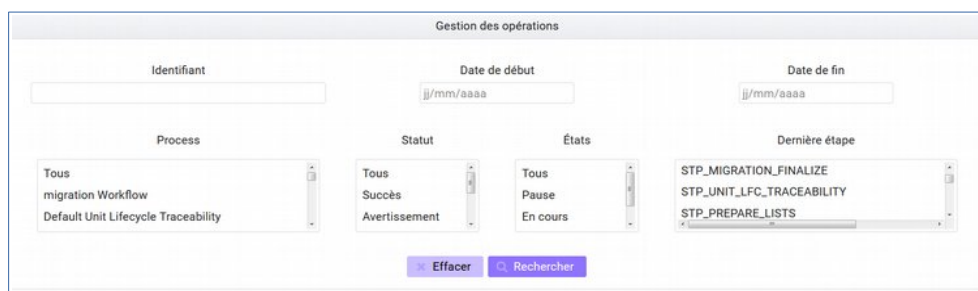 Gestion des opérations
Identifiant
Date de début
Date de fin
jj/mm/aaaa
jj/mm/aaaa
Process
Statut
États
Dernière étape
Tous
migration Workflow
Default Unit Lifecycle Traceability
Tous
Succès
Avertissement
Tous
Pause
En cours
STP_MIGRATION_FINALIZE
STP_UNIT_LFC_TRACEABILITY
STP_PREPARE_LISTS
Effacer
Rechercher